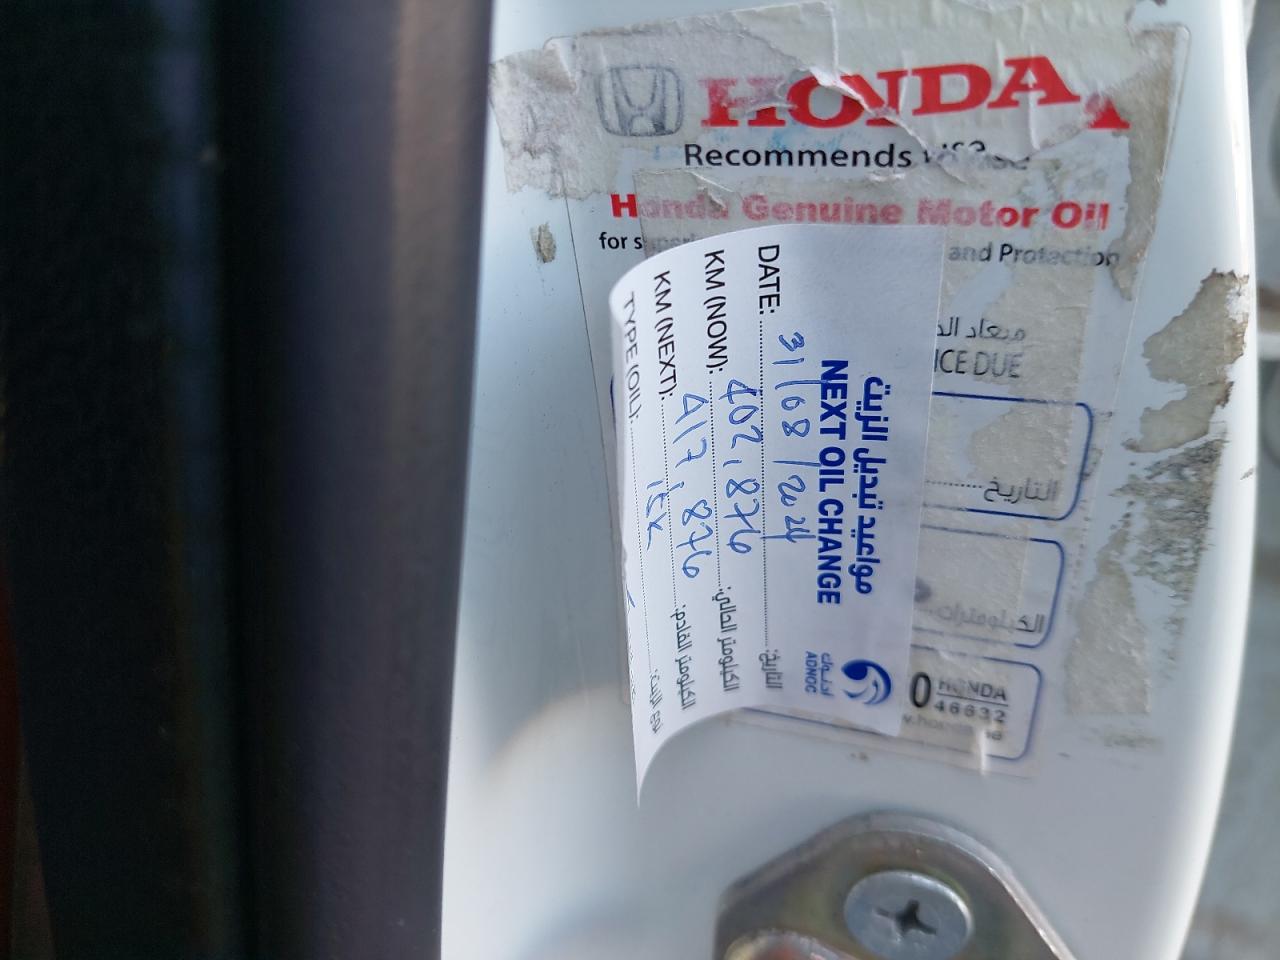 HONDA
Recommends
Honda Genuine Motor Oil
for
and Protection
ICE DUE
التاريخ
الكيلومترات
0 HONDA
46632
مواعيد تبديل الزيت
NEXT OIL CHANGE
DATE: 31/08/2024 التاريخ:
KM (NOW): 402,876 الكيلومتر الحالي:
KM (NEXT): 417,876 الكيلومتر القادم:
TYPE (OIL): 15K نوع الزيت:
أدنوك
ADNOC